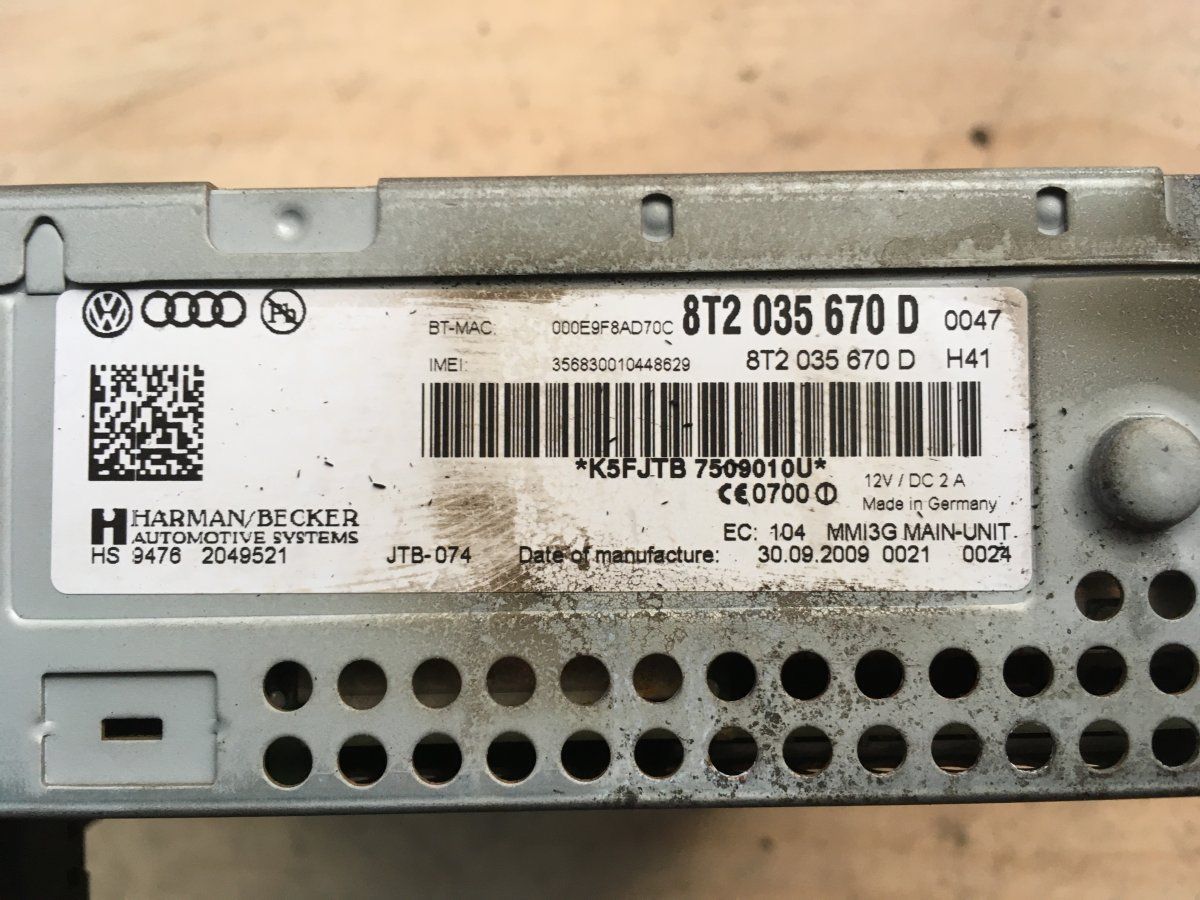 BT-MAC: 000E9F8AD70C 8T2 035 670 D 0047
IMEI: 356830010448629 8T2 035 670 D H41
*K5FJTB 7509010U*
CE0700 12V / DC 2 A
Made in Germany
HARMAN/BECKER
AUTOMOTIVE SYSTEMS
EC: 104 MMI3G MAIN-UNIT
HS 9476 2049521 JTB-074 Date of manufacture: 30.09.2009 0021 0024
VW
Pb